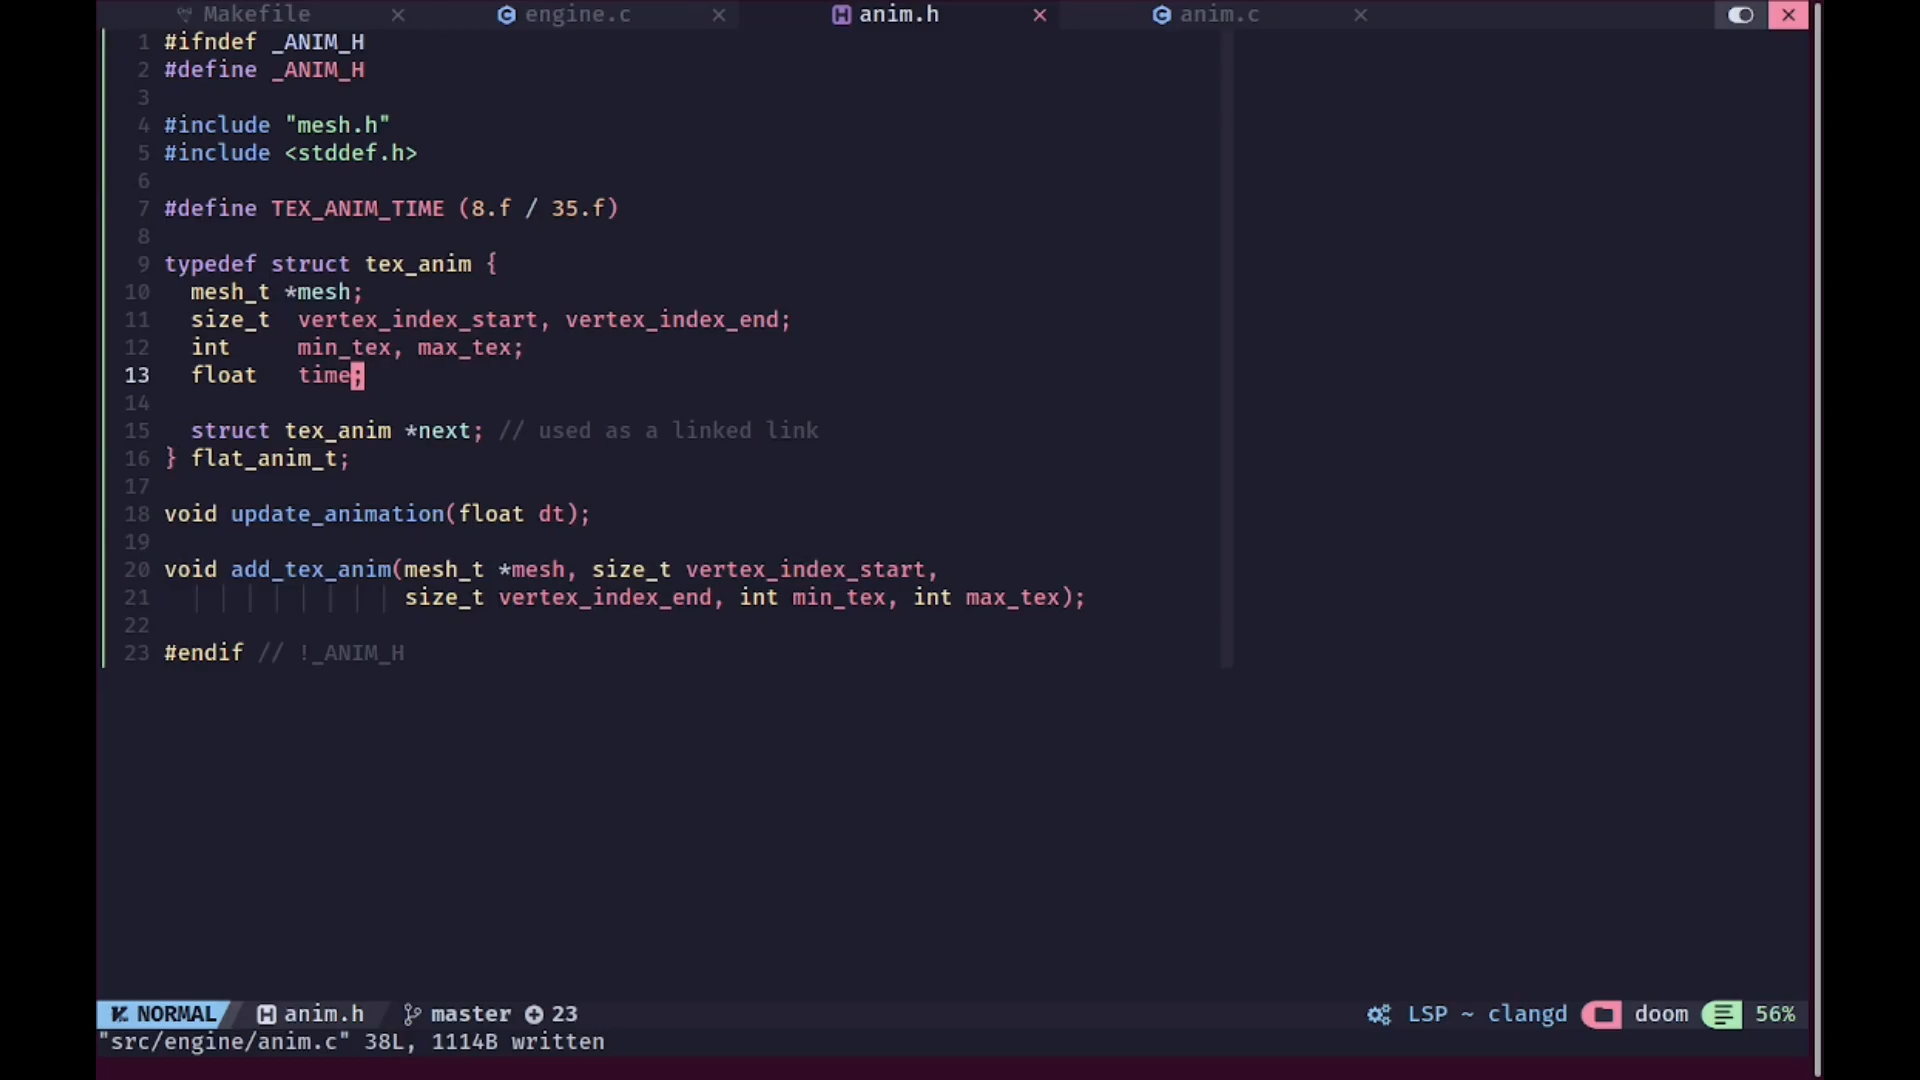 Makefile engine.c anim.h anim.c
1 #ifndef _ANIM_H
2 #define _ANIM_H
3
4 #include "mesh.h"
5 #include <stddef.h>
6
7 #define TEX_ANIM_TIME (8.f / 35.f)
8
9 typedef struct tex_anim {
10   mesh_t *mesh;
11   size_t  vertex_index_start, vertex_index_end;
12   int     min_tex, max_tex;
13   float   time;
14
15   struct tex_anim *next; // used as a linked link
16 } flat_anim_t;
17
18 void update_animation(float dt);
19
20 void add_tex_anim(mesh_t *mesh, size_t vertex_index_start,
21                   size_t vertex_index_end, int min_tex, int max_tex);
22
23 #endif // !_ANIM_H
NORMAL anim.h master 23 LSP ~ clangd doom 56%
"src/engine/anim.c" 38L, 1114B written